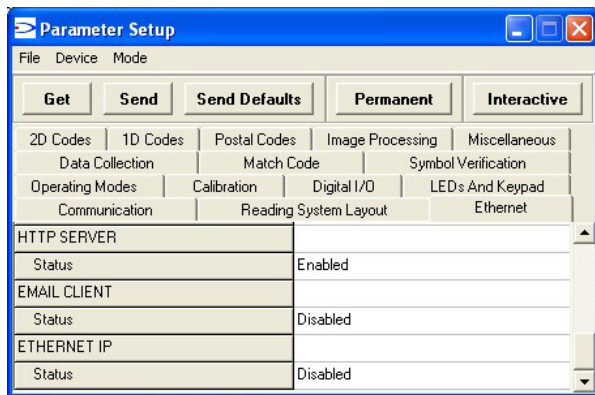 Parameter Setup
File Device Mode
Get Send Send Defaults Permanent Interactive
2D Codes 1D Codes Postal Codes Image Processing Miscellaneous
Data Collection Match Code Symbol Verification
Operating Modes Calibration Digital I/O LEDs And Keypad
Communication Reading System Layout Ethernet
HTTP SERVER
Status Enabled
EMAIL CLIENT
Status Disabled
ETHERNET IP
Status Disabled